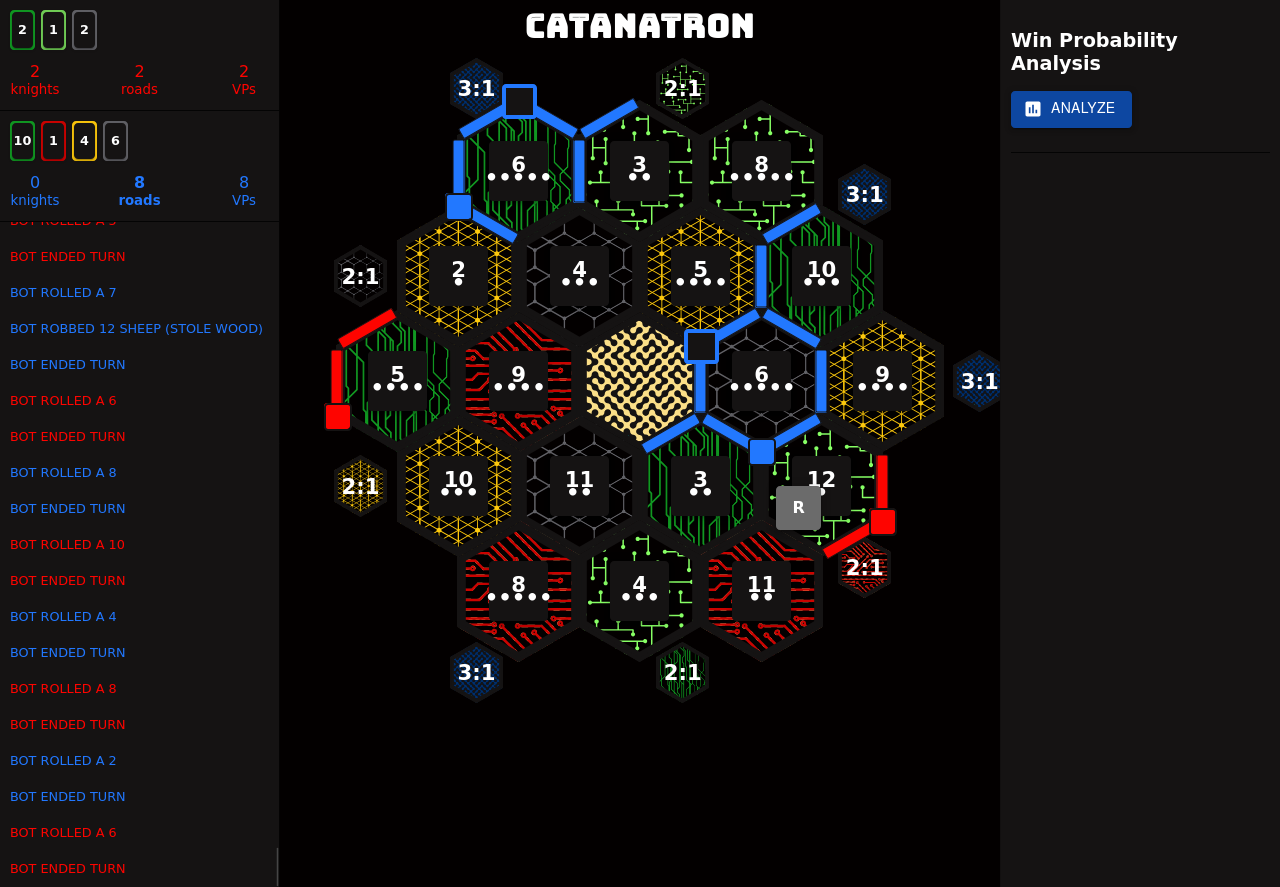 2 1 2
2 2 2
knights roads VPs
10 1 4 6
0 8 8
knights roads VPs
BOT ENDED TURN
BOT ROLLED A 7
BOT ROBBED 12 SHEEP (STOLE WOOD)
BOT ENDED TURN
BOT ROLLED A 6
BOT ENDED TURN
BOT ROLLED A 8
BOT ENDED TURN
BOT ROLLED A 10
BOT ENDED TURN
BOT ROLLED A 4
BOT ENDED TURN
BOT ROLLED A 8
BOT ENDED TURN
BOT ROLLED A 2
BOT ENDED TURN
BOT ROLLED A 6
BOT ENDED TURN
CATANATRON
3:1 2:1
6 3 8
3:1
2:1 2 4 5 10
5 9 6 9 3:1
2:1 10 11 3 12
R
8 4 11 2:1
3:1 2:1
Win Probability
Analysis
ANALYZE